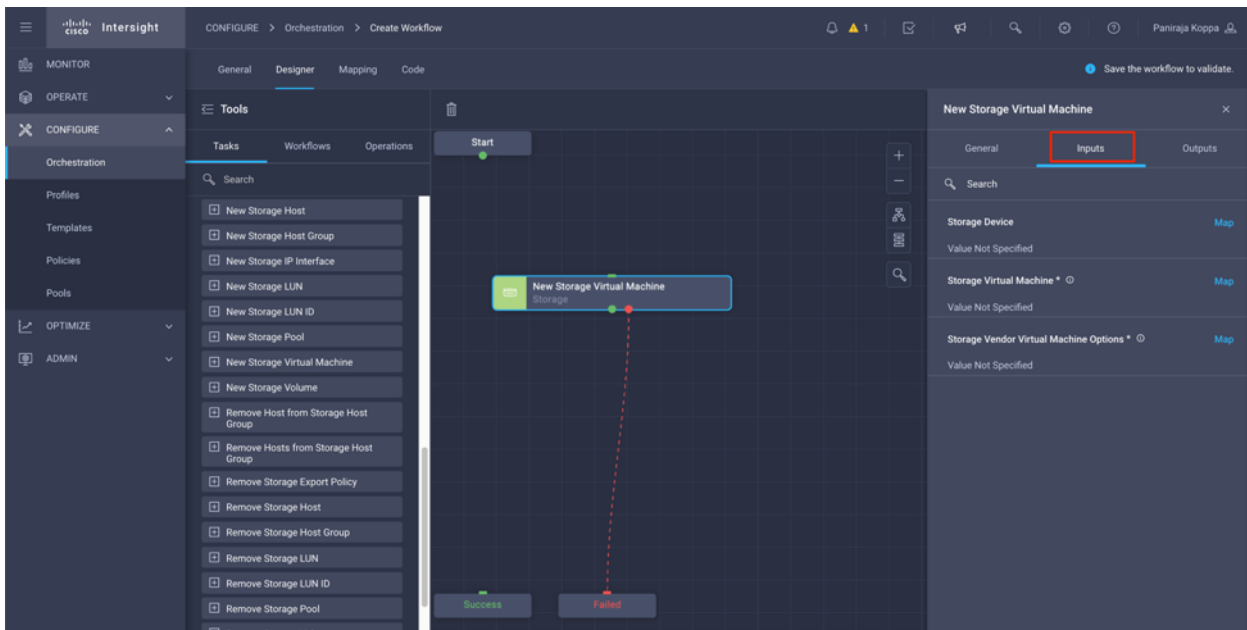 cisco Intersight
CONFIGURE > Orchestration > Create Workflow
1
Paniraja Koppa
MONITOR
OPERATE
CONFIGURE
Orchestration
Profiles
Templates
Policies
Pools
OPTIMIZE
ADMIN
General Designer Mapping Code
Save the workflow to validate.
Tools
Tasks Workflows Operations
Search
New Storage Host
New Storage Host Group
New Storage IP Interface
New Storage LUN
New Storage LUN ID
New Storage Pool
New Storage Virtual Machine
New Storage Volume
Remove Host from Storage Host
Group
Remove Hosts from Storage Host
Group
Remove Storage Export Policy
Remove Storage Host
Remove Storage Host Group
Remove Storage LUN
Remove Storage LUN ID
Remove Storage Pool
Start
New Storage Virtual Machine
Storage
Success
Failed
New Storage Virtual Machine
General Inputs Outputs
Search
Storage Device Map
Value Not Specified
Storage Virtual Machine * Map
Value Not Specified
Storage Vendor Virtual Machine Options * Map
Value Not Specified